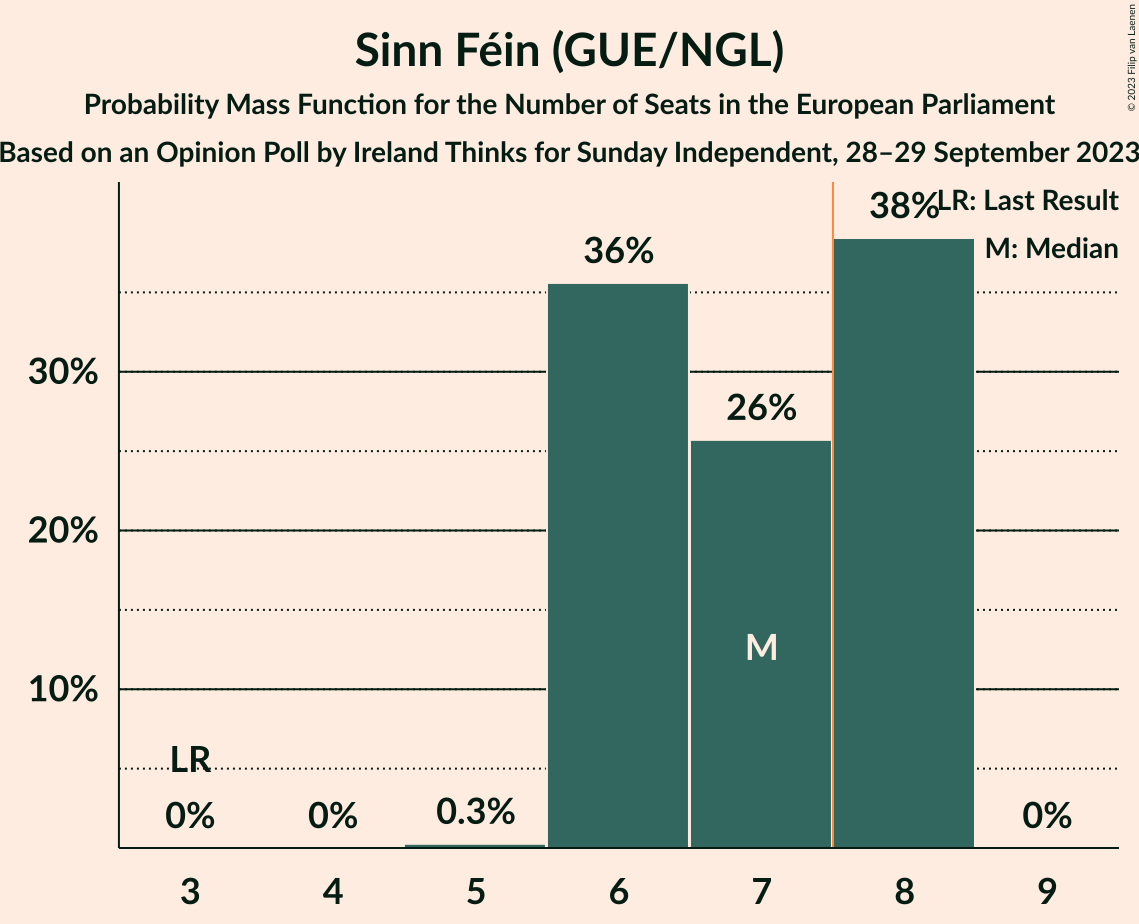 Sinn Féin (GUE/NGL)
Probability Mass Function for the Number of Seats in the European Parliament
Based on an Opinion Poll by Ireland Thinks for Sunday Independent, 28–29 September 2023
© 2023 Filip van Laenen
LR: Last Result
M: Median
38%
36%
30%
26%
20%
M
10%
LR
0%
0%
0.3%
0%
3 4 5 6 7 8 9